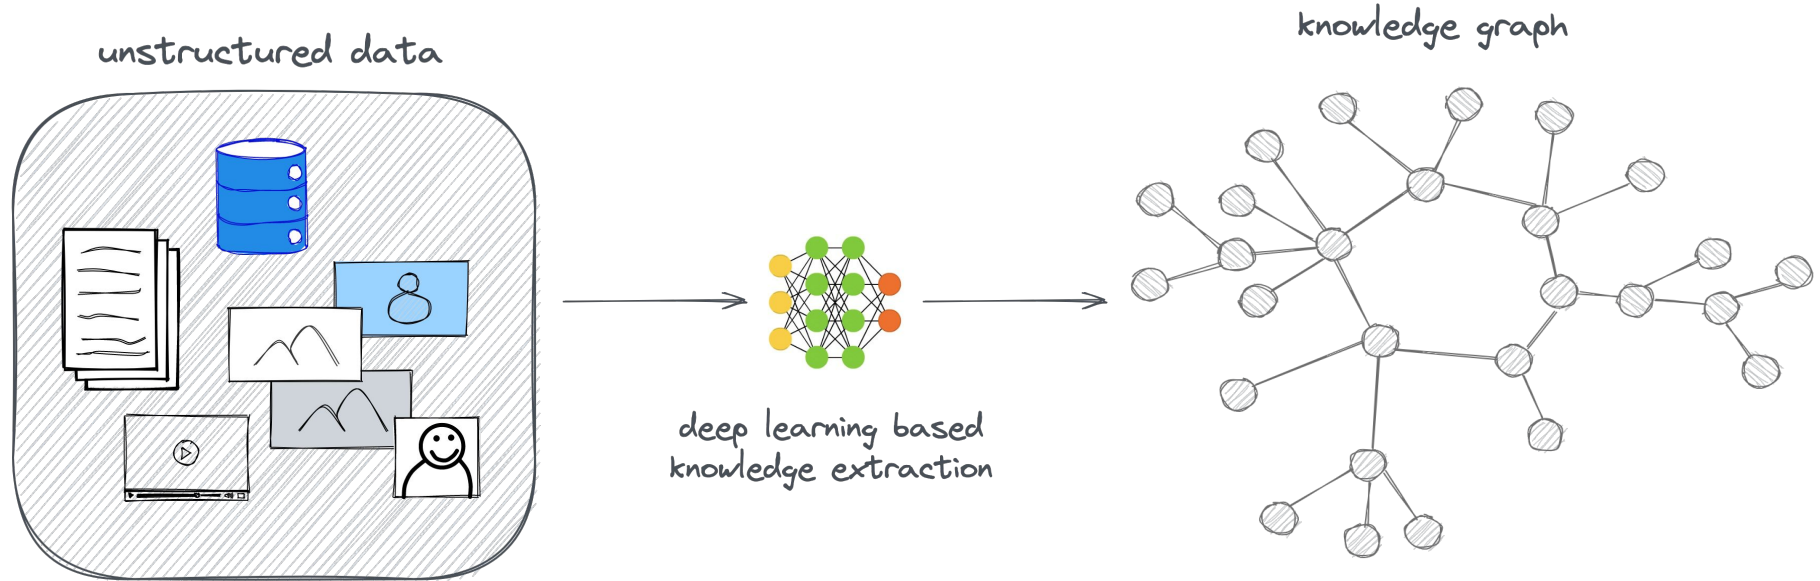 unstructured data
knowledge graph
deep learning based
knowledge extraction